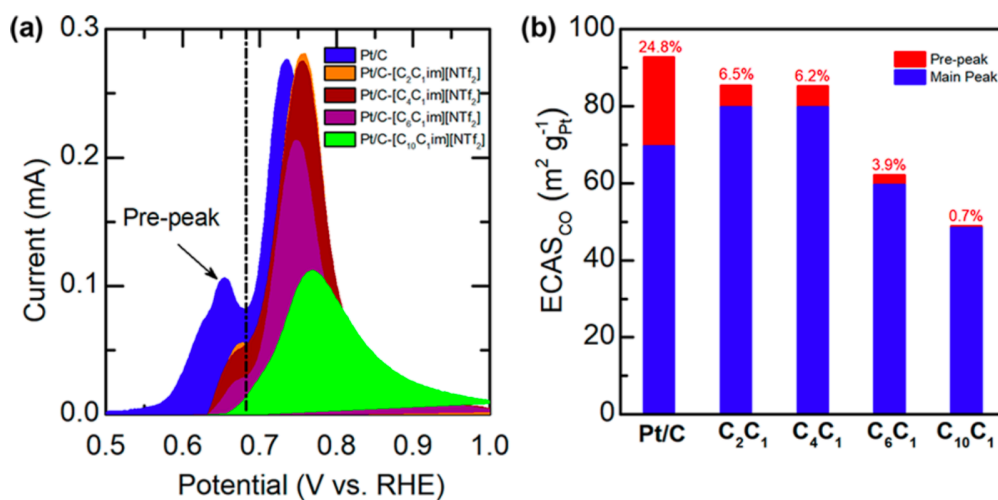 (a)
0.3
0.2
0.1
0.0
Current (mA)
Pre-peak
Pt/C
Pt/C-[C₂C₁im][NTf₂]
Pt/C-[C₄C₁im][NTf₂]
Pt/C-[C₆C₁im][NTf₂]
Pt/C-[C₁₀C₁im][NTf₂]
0.5 0.6 0.7 0.8 0.9 1.0
Potential (V vs. RHE)
(b)
100
80
60
40
20
0
ECAS_CO (m² g⁻¹_Pt)
24.8%
6.5%
6.2%
3.9%
0.7%
Pre-peak
Main Peak
Pt/C C₂C₁ C₄C₁ C₆C₁ C₁₀C₁